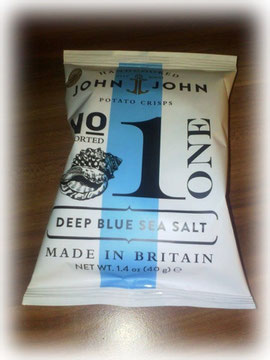 JOHN & JOHN
POTATO CRISPS
No
1
ONE
DEEP BLUE SEA SALT
MADE IN BRITAIN
NET WT. 1.4 oz (40 g) ℮